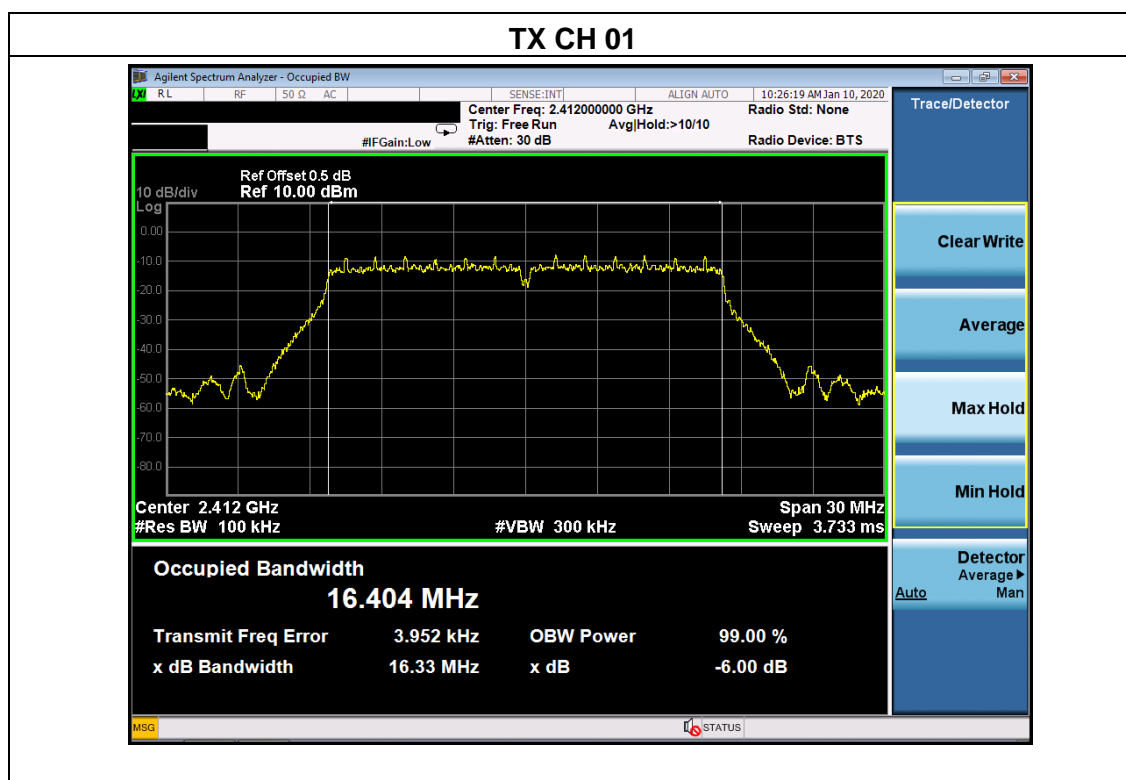 TX CH 01
Agilent Spectrum Analyzer - Occupied BW
LXI RL RF 50 Ω AC SENSE:INT ALIGN AUTO 10:26:19 AM Jan 10, 2020
Center Freq: 2.412000000 GHz Radio Std: None
Trig: Free Run Avg|Hold:>10/10
#IFGain:Low #Atten: 30 dB Radio Device: BTS
Trace/Detector
Ref Offset 0.5 dB
10 dB/div Ref 10.00 dBm
Log
0.00
-10.0
-20.0
-30.0
-40.0
-50.0
-60.0
-70.0
-80.0
Center 2.412 GHz Span 30 MHz
#Res BW 100 kHz #VBW 300 kHz Sweep 3.733 ms
Occupied Bandwidth
16.404 MHz
Transmit Freq Error 3.952 kHz OBW Power 99.00 %
x dB Bandwidth 16.33 MHz x dB -6.00 dB
Clear Write
Average
Max Hold
Min Hold
Detector
Average▶
Auto Man
MSG STATUS